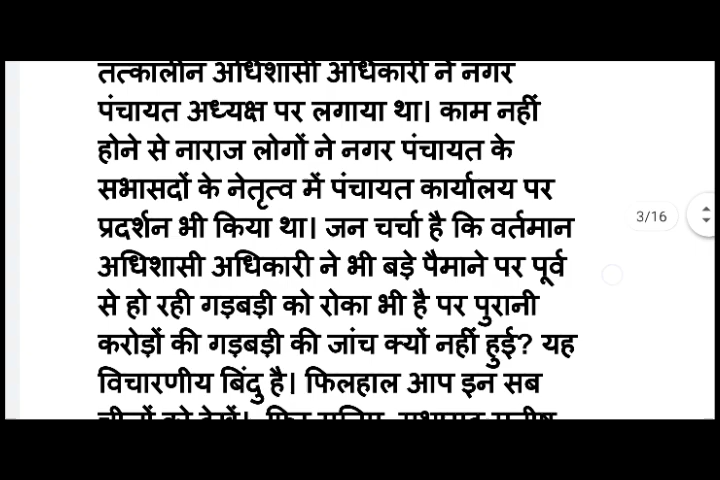 तत्कालीन अधिशासी अधिकारी ने नगर
पंचायत अध्यक्ष पर लगाया था। काम नहीं
होने से नाराज लोगों ने नगर पंचायत के
सभासदों के नेतृत्व में पंचायत कार्यालय पर
प्रदर्शन भी किया था। जन चर्चा है कि वर्तमान
3/16
अधिशासी अधिकारी ने भी बड़े पैमाने पर पूर्व
से हो रही गड़बड़ी को रोका भी है पर पुरानी
करोड़ों की गड़बड़ी की जांच क्यों नहीं हुई? यह
विचारणीय बिंदु है। फिलहाल आप इन सब